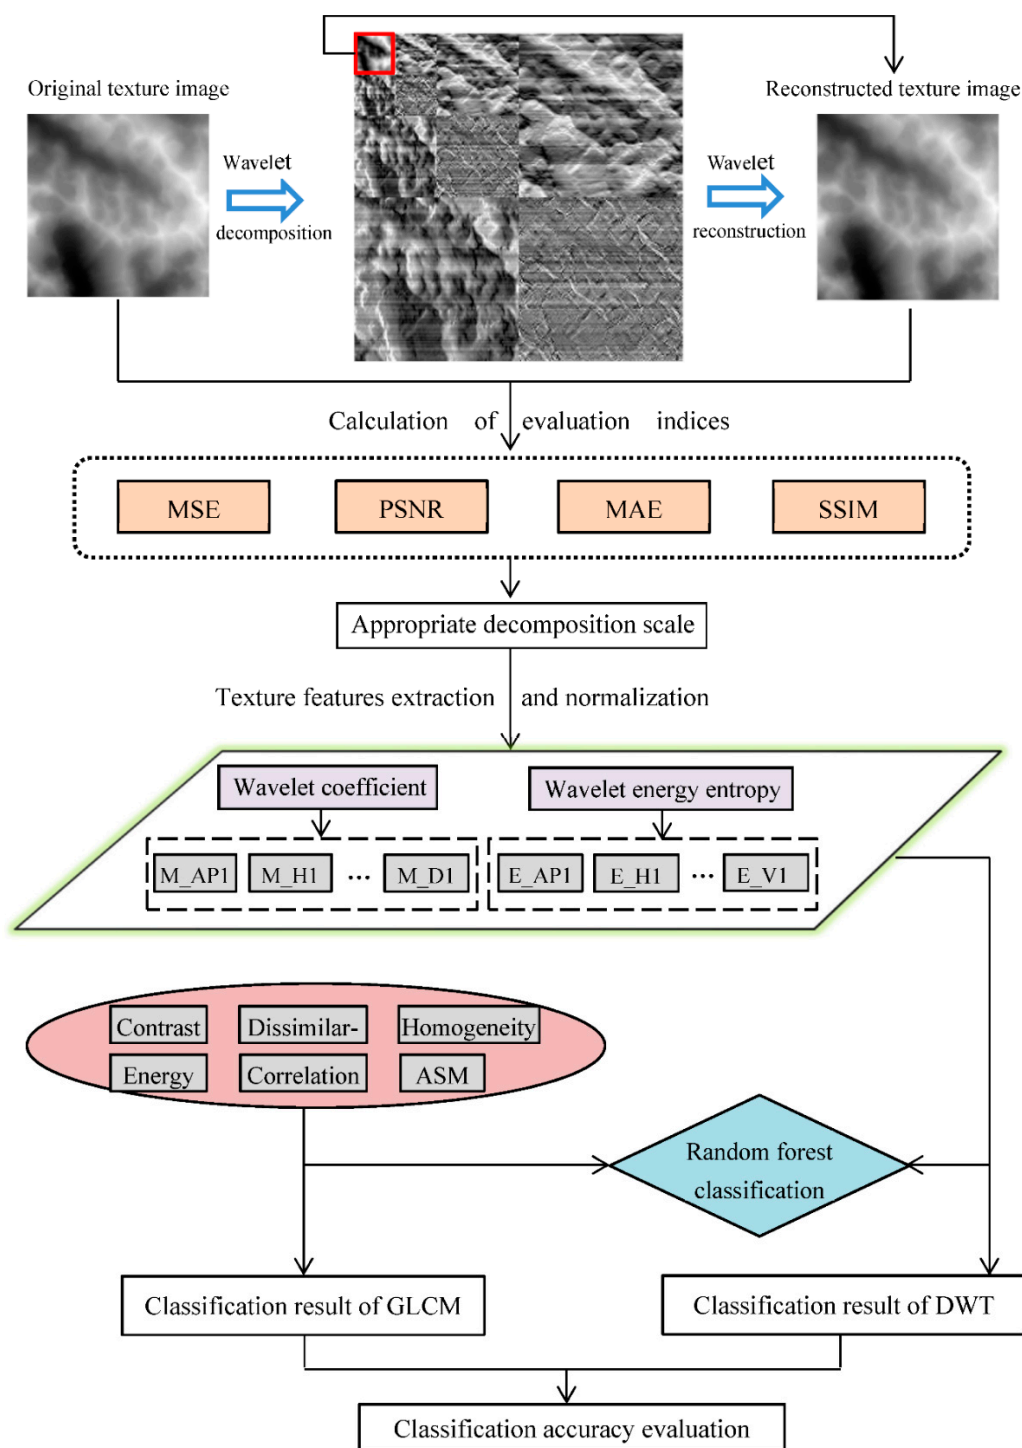 Original texture image
Reconstructed texture image
Wavelet
decomposition
Wavelet
reconstruction
Calculation of evaluation indices
MSE
PSNR
MAE
SSIM
Appropriate decomposition scale
Texture features extraction and normalization
Wavelet coefficient
Wavelet energy entropy
M_AP1
M_H1
...
M_D1
E_AP1
E_H1
...
E_V1
Contrast
Dissimilar-
Homogeneity
Energy
Correlation
ASM
Random forest
classification
Classification result of GLCM
Classification result of DWT
Classification accuracy evaluation